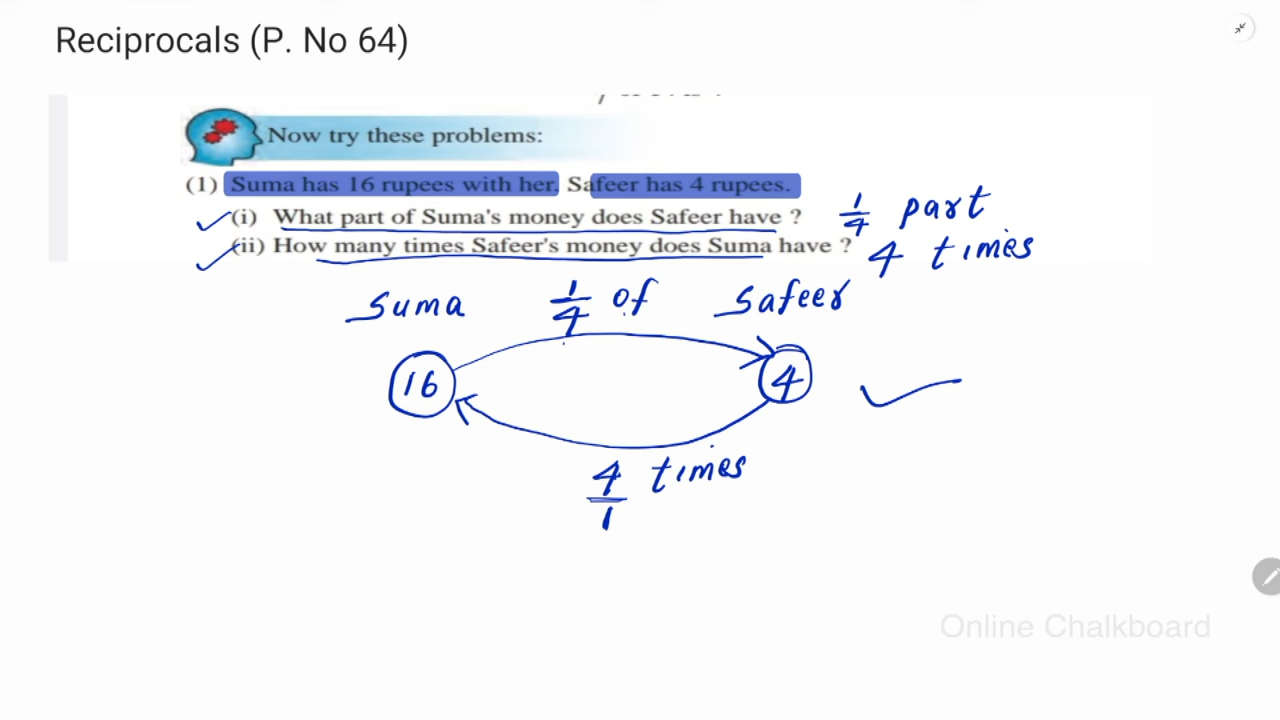 Reciprocals (P. No 64)
Now try these problems:
(1) Suma has 16 rupees with her. Safeer has 4 rupees.
(i) What part of Suma's money does Safeer have ? 1/4 part
(ii) How many times Safeer's money does Suma have ? 4 times
Suma 1/4 of Safeer
16 4
4/1 times
Online Chalkboard